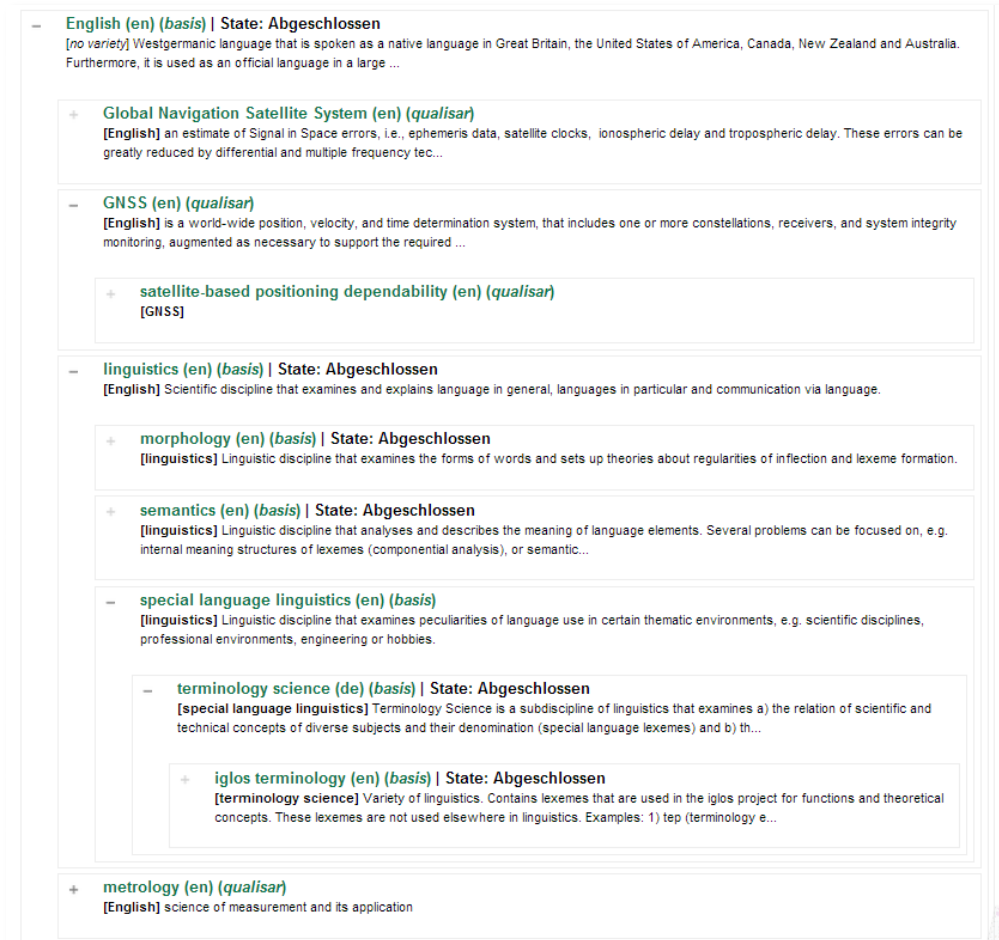 − English (en) (basis) | State: Abgeschlossen
[no variety] Westgermanic language that is spoken as a native language in Great Britain, the United States of America, Canada, New Zealand and Australia.
Furthermore, it is used as an official language in a large ...
+ Global Navigation Satellite System (en) (qualisar)
[English] an estimate of Signal in Space errors, i.e., ephemeris data, satellite clocks, ionospheric delay and tropospheric delay. These errors can be
greatly reduced by differential and multiple frequency tec...
− GNSS (en) (qualisar)
[English] is a world-wide position, velocity, and time determination system, that includes one or more constellations, receivers, and system integrity
monitoring, augmented as necessary to support the required ...
+ satellite-based positioning dependability (en) (qualisar)
[GNSS]
− linguistics (en) (basis) | State: Abgeschlossen
[English] Scientific discipline that examines and explains language in general, languages in particular and communication via language.
+ morphology (en) (basis) | State: Abgeschlossen
[linguistics] Linguistic discipline that examines the forms of words and sets up theories about regularities of inflection and lexeme formation.
+ semantics (en) (basis) | State: Abgeschlossen
[linguistics] Linguistic discipline that analyses and describes the meaning of language elements. Several problems can be focused on, e.g.
internal meaning structures of lexemes (componential analysis), or semantic...
− special language linguistics (en) (basis)
[linguistics] Linguistic discipline that examines peculiarities of language use in certain thematic environments, e.g. scientific disciplines,
professional environments, engineering or hobbies.
− terminology science (de) (basis) | State: Abgeschlossen
[special language linguistics] Terminology Science is a subdiscipline of linguistics that examines a) the relation of scientific and
technical concepts of diverse subjects and their denomination (special language lexemes) and b) th...
+ iglos terminology (en) (basis) | State: Abgeschlossen
[terminology science] Variety of linguistics. Contains lexemes that are used in the iglos project for functions and theoretical
concepts. These lexemes are not used elsewhere in linguistics. Examples: 1) tep (terminology e...
+ metrology (en) (qualisar)
[English] science of measurement and its application